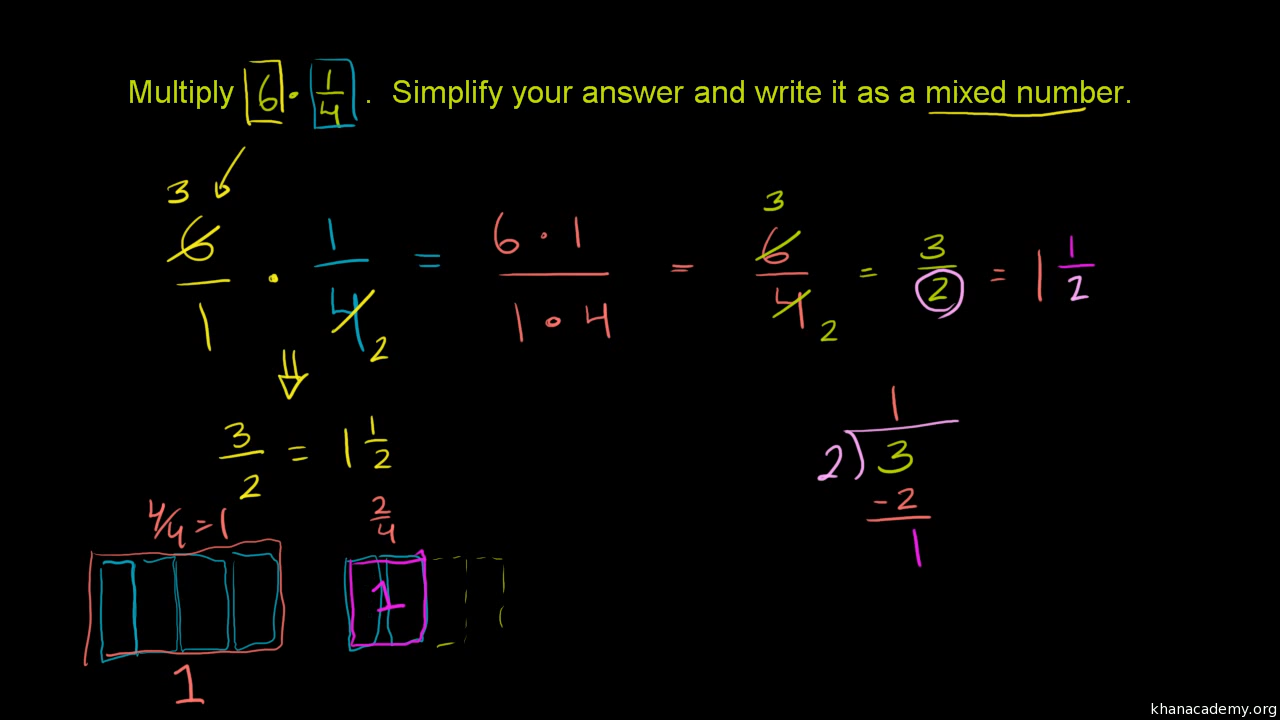 Multiply 6 · 1/4 . Simplify your answer and write it as a mixed number.
3
6/1 · 1/4 = 6 · 1 / 1 · 4 = 6/4 = 3/2 = 1 1/2
3
2
2
3/2 = 1 1/2
1
2)3
-2
1
4/4 = 1
2/4
1
1
khanacademy.org